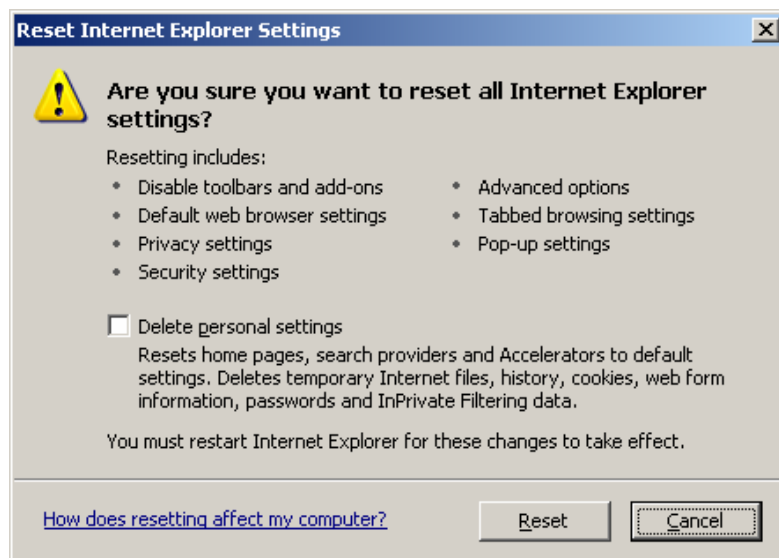 Reset Internet Explorer Settings
Are you sure you want to reset all Internet Explorer
settings?
Resetting includes:
• Disable toolbars and add-ons
• Default web browser settings
• Privacy settings
• Security settings
• Advanced options
• Tabbed browsing settings
• Pop-up settings
Delete personal settings
Resets home pages, search providers and Accelerators to default
settings. Deletes temporary Internet files, history, cookies, web form
information, passwords and InPrivate Filtering data.
You must restart Internet Explorer for these changes to take effect.
How does resetting affect my computer?
Reset
Cancel